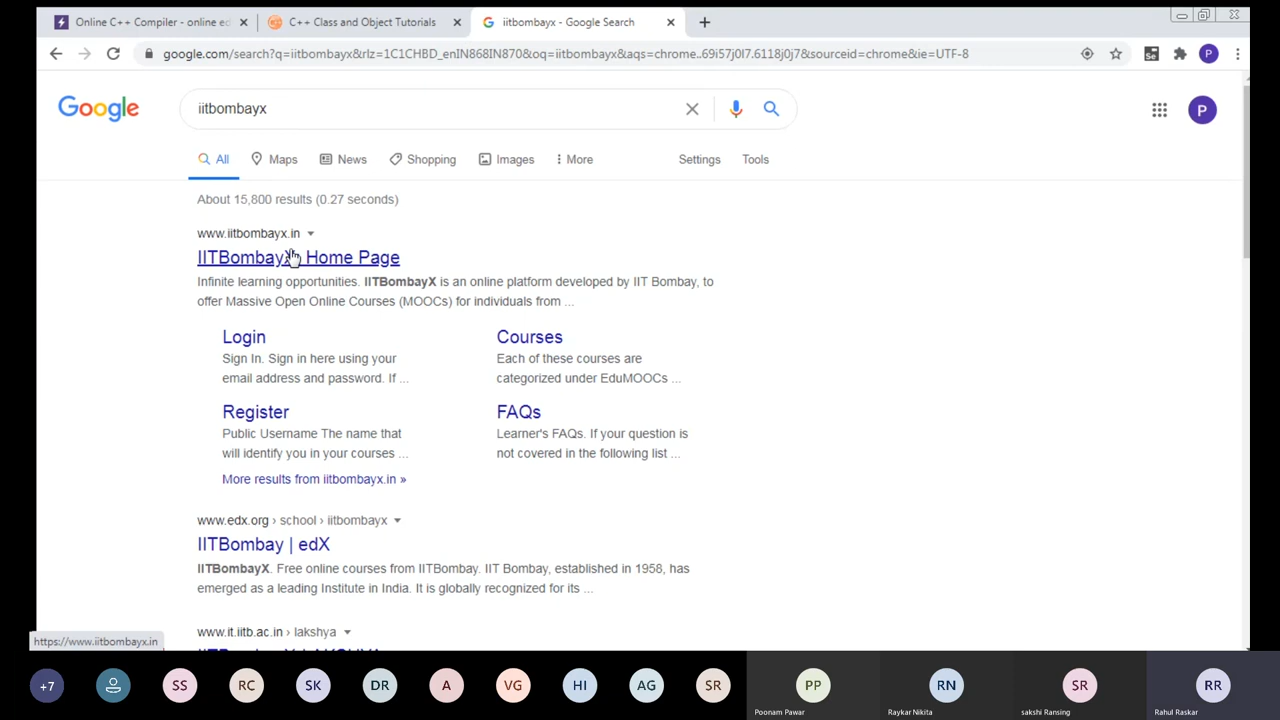 Online C++ Compiler - online ed
C++ Class and Object Tutorials
iitbombayx - Google Search
google.com/search?q=iitbombayx&rlz=1C1CHBD_enIN868IN870&oq=iitbombayx&aqs=chrome..69i57j0l7.6118j0j7&sourceid=chrome&ie=UTF-8
Se
P
Google
iitbombayx
P
All
Maps
News
Shopping
Images
More
Settings
Tools
About 15,800 results (0.27 seconds)
www.iitbombayx.in
IITBombayX: Home Page
Infinite learning opportunities. IITBombayX is an online platform developed by IIT Bombay, to
offer Massive Open Online Courses (MOOCs) for individuals from ...
Login
Sign In. Sign in here using your
email address and password. If ...
Courses
Each of these courses are
categorized under EduMOOCs ...
Register
Public Username The name that
will identify you in your courses ...
FAQs
Learner's FAQs. If your question is
not covered in the following list ...
More results from iitbombayx.in »
www.edx.org › school › iitbombayx
IITBombay | edX
IITBombayX. Free online courses from IITBombay. IIT Bombay, established in 1958, has
emerged as a leading Institute in India. It is globally recognized for its ...
www.it.iitb.ac.in › lakshya
https://www.iitbombayx.in
+7
SS
RC
SK
DR
A
VG
HI
AG
SR
PP
Poonam Pawar
RN
Raykar Nikita
SR
sakshi Ransing
RR
Rahul Raskar